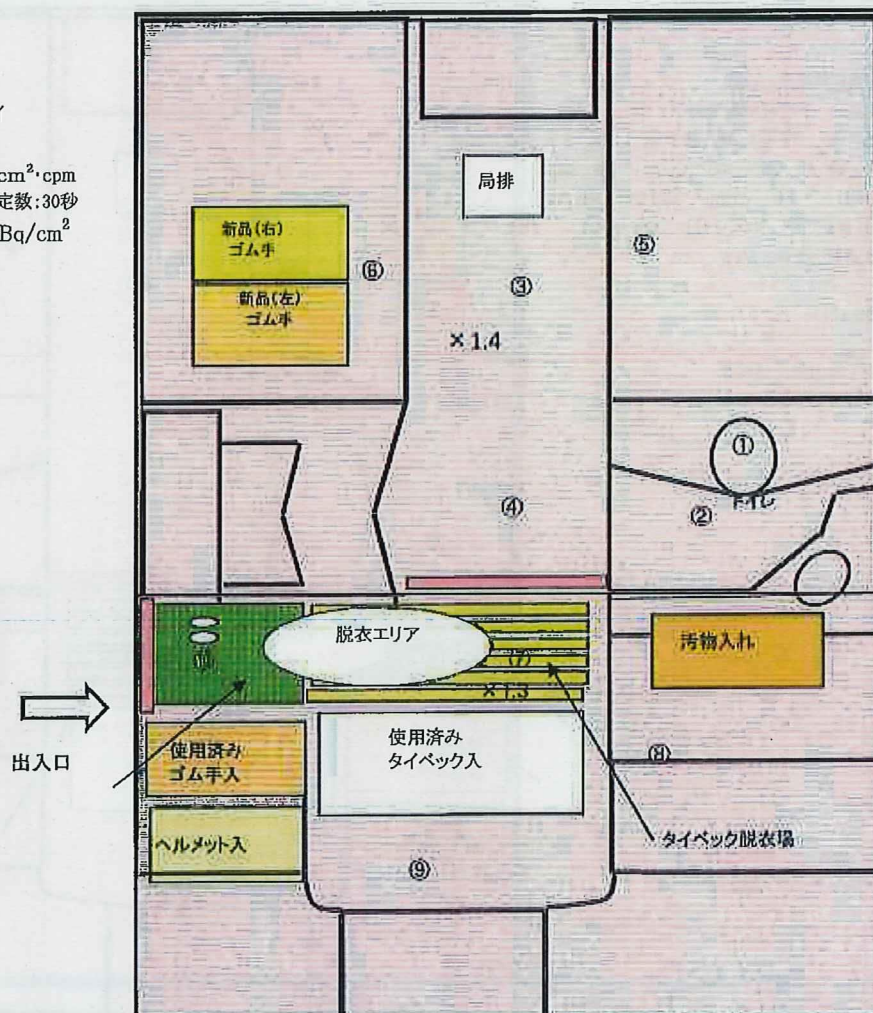 cm²·cpm
定数:30秒
Bq/cm²
局排
新品(右)
ゴム手
⑤
⑥
③
新品(左)
ゴム手
× 1.4
①
④
②
トイレ
脱衣エリア
⑦
汚物入れ
× 1.3
出入口
使用済み
ゴム手入
使用済み
タイベック入
⑧
ヘルメット入
タイベック脱衣場
⑨